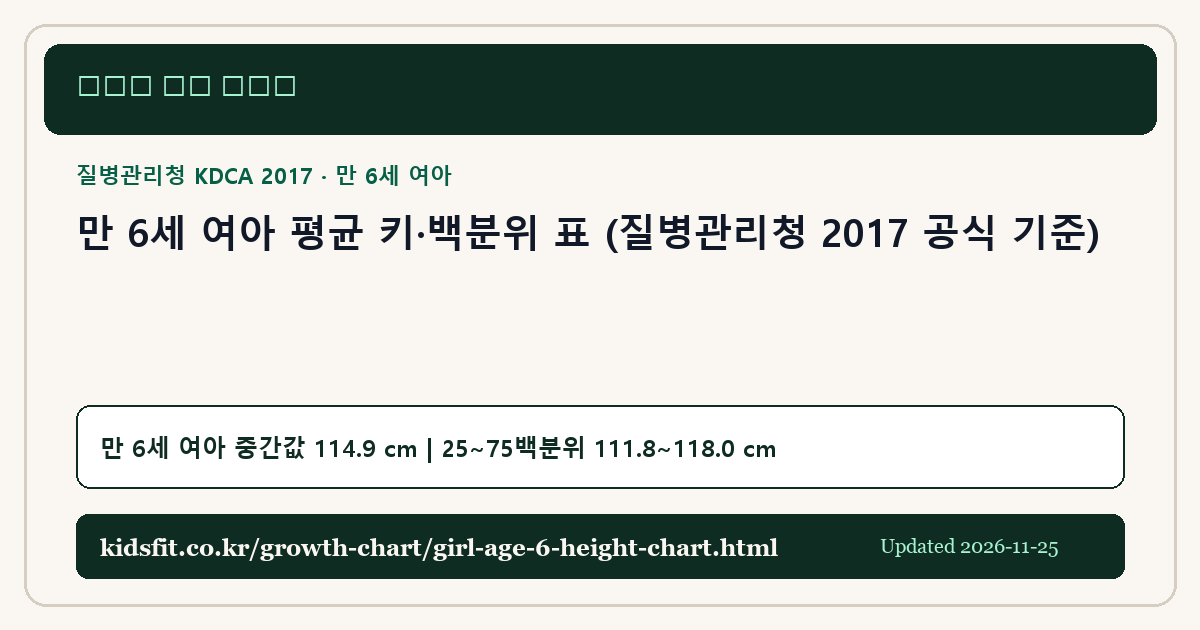 질병관리청 KDCA 2017 · 만 6세 여아
만 6세 여아 평균 키·백분위 표 (질병관리청 2017 공식 기준)
만 6세 여아 중간값 114.9 cm | 25~75백분위 111.8~118.0 cm
kidsfit.co.kr/growth-chart/girl-age-6-height-chart.html
Updated 2026-11-25